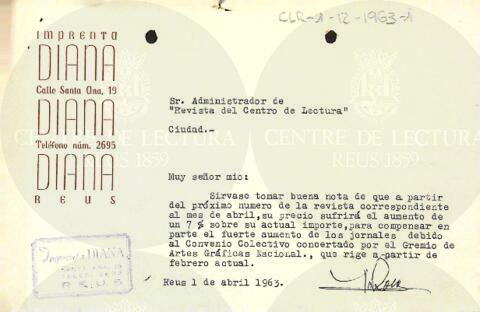 CLR-1-12-1963-1
IMPRENTA
DIANA
Calle Santa Ana, 19
DIANA
Teléfono núm. 2695
DIANA
REUS
Sr. Administrador de
"Revista del Centro de Lectura"
Ciudad.-
CENTRE DE LECTURA
REUS 1859
CENTRE DE LECTURA
REUS 1859
Muy señor mio:
Sirvase tomar buena nota de que a partir
del próximo numero de la revista correspondiente
al mes de abril, su precio sufrirá el aumento de
un 7 % sobre su actual importe, para compensar en
parte el fuerte aumento de los jornales debido
al Convenio Colectivo concertado por el Gremio de
Artes Gráficas Nacional., que rige a partir de
febrero actual.
Reus 1 de abril 1963.
Imprenta DIANA
REUS